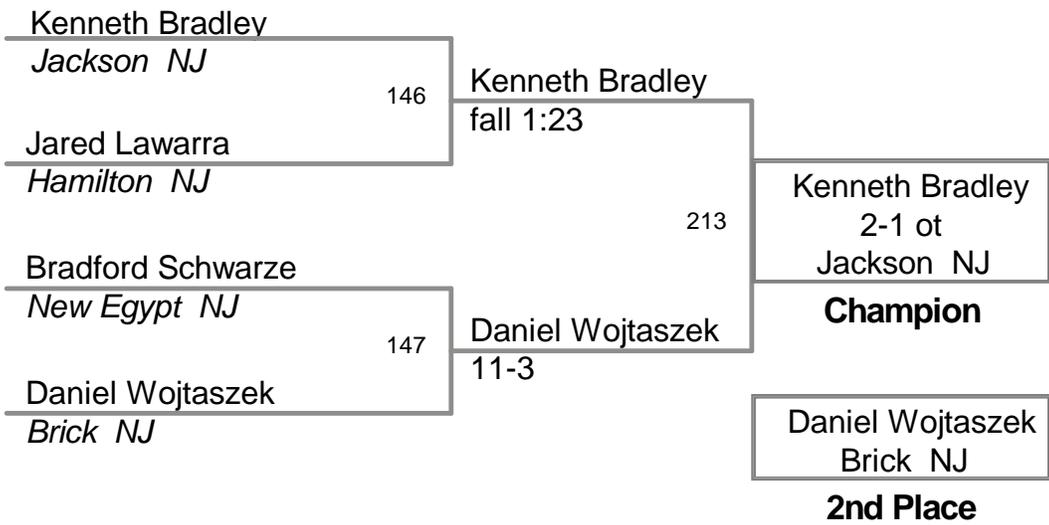 Kenneth Bradley
Jackson NJ
146
Jared Lawarra
Hamilton NJ
Kenneth Bradley
fall 1:23
Bradford Schwarze
New Egypt NJ
147
Daniel Wojtaszek
Brick NJ
Daniel Wojtaszek
11-3
213
Kenneth Bradley
2-1 ot
Jackson NJ
Champion
Daniel Wojtaszek
Brick NJ
2nd Place